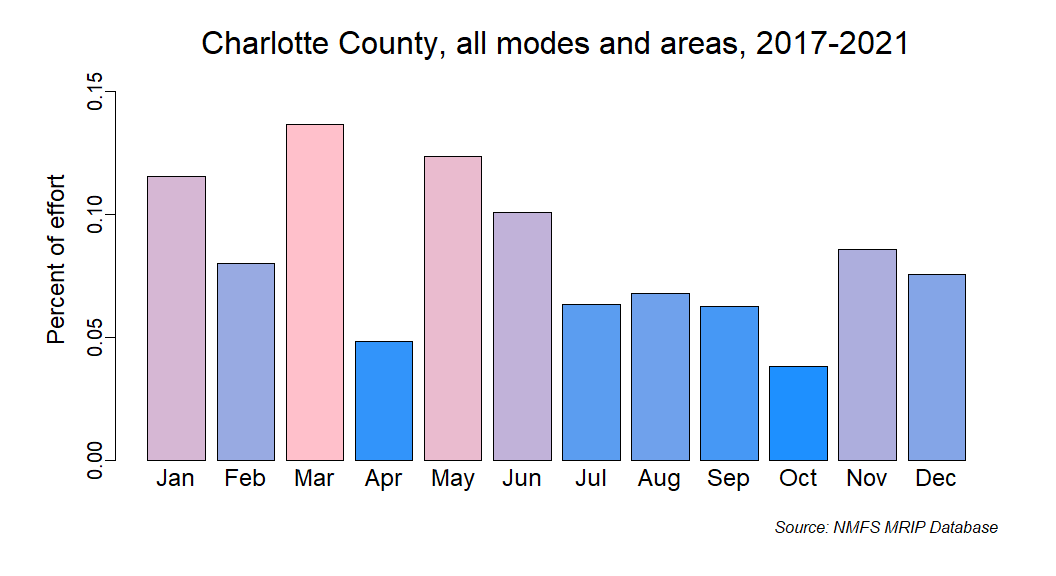 Charlotte County, all modes and areas, 2017-2021
Percent of effort
0.15
0.10
0.05
0.00
Jan Feb Mar Apr May Jun Jul Aug Sep Oct Nov Dec
Source: NMFS MRIP Database